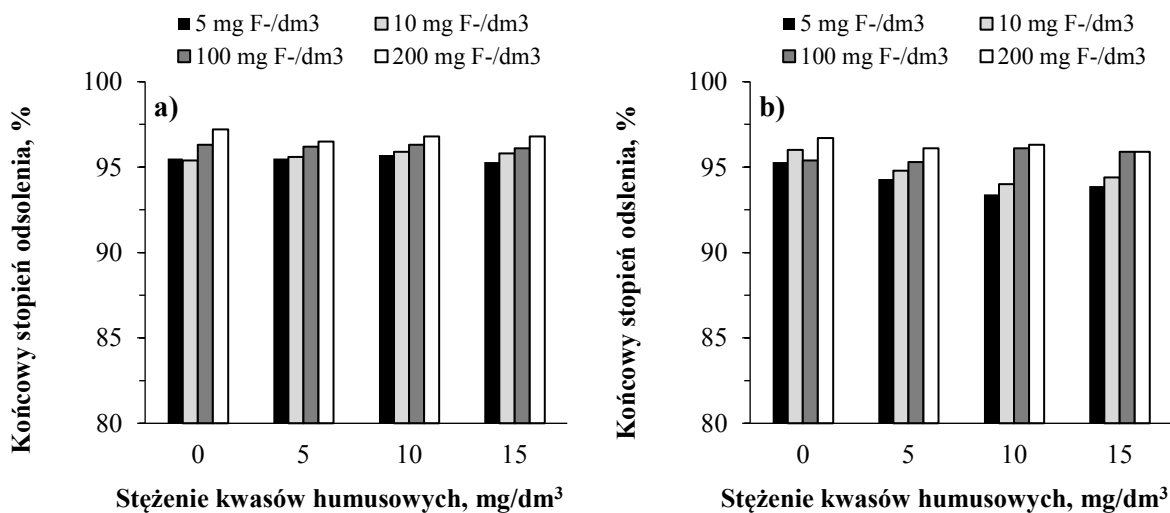 5 mg F-/dm3 10 mg F-/dm3
100 mg F-/dm3 200 mg F-/dm3
a)
100
95
90
85
80
0 5 10 15
Końcowy stopień odsolenia, %
Stężenie kwasów humusowych, mg/dm³
5 mg F-/dm3 10 mg F-/dm3
100 mg F-/dm3 200 mg F-/dm3
b)
100
95
90
85
80
0 5 10 15
Końcowy stopień odslenia, %
Stężenie kwasów humusowych, mg/dm³